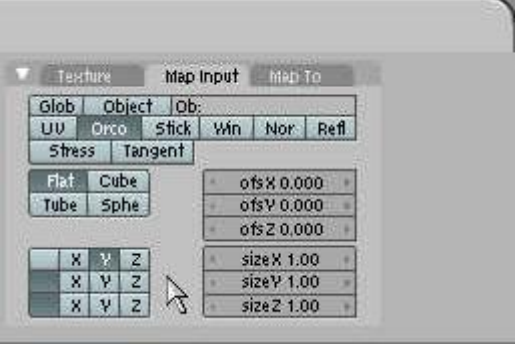 Texture Map Input Map To
Glob Object Ob:
UV Orco Stick Win Nor Refl
Stress Tangent
Flat Cube
Tube Sphe
ofsX 0.000
ofsY 0.000
ofsZ 0.000
X Y Z sizeX 1.00
X Y Z sizeY 1.00
X Y Z sizeZ 1.00